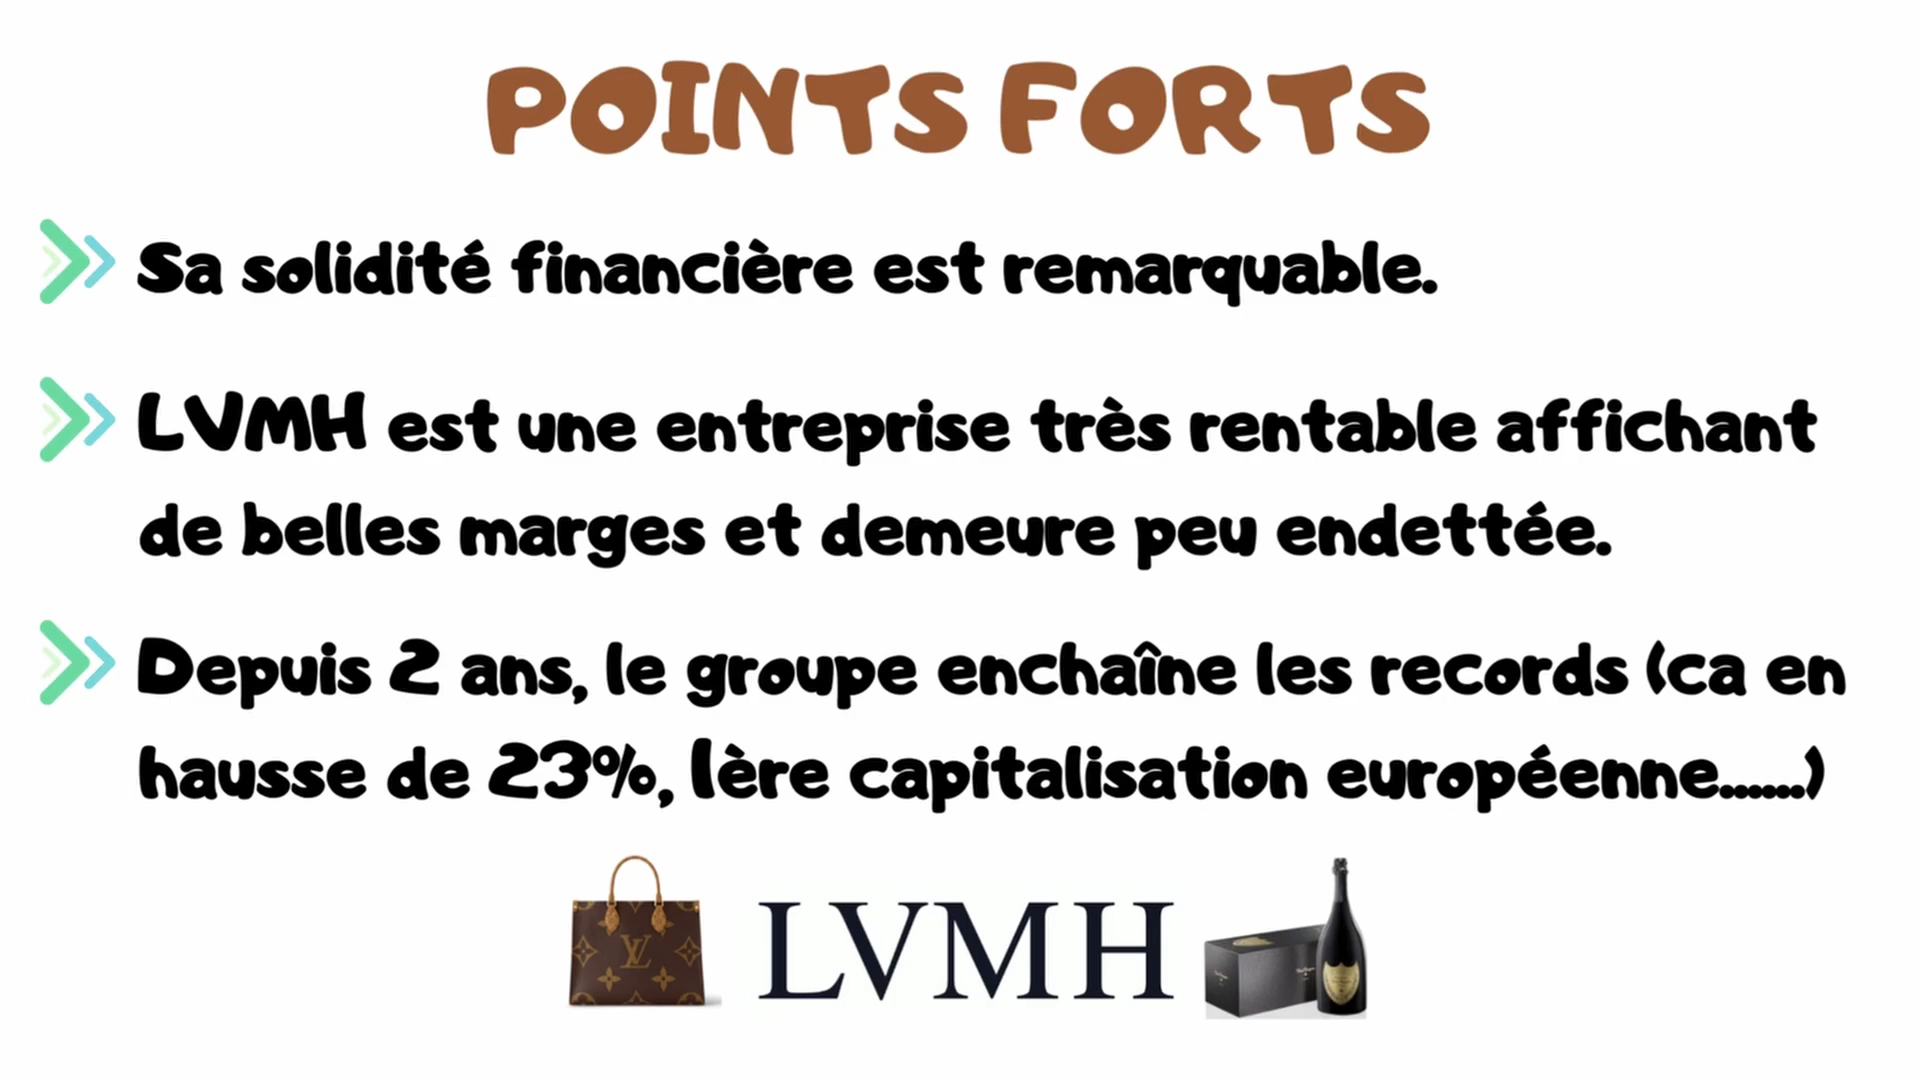 POINTS FORTS
Sa solidité financière est remarquable.
LVMH est une entreprise très rentable affichant
de belles marges et demeure peu endettée.
Depuis 2 ans, le groupe enchaîne les records (ca en
hausse de 23%, 1ère capitalisation européenne......)
LV
LVMH